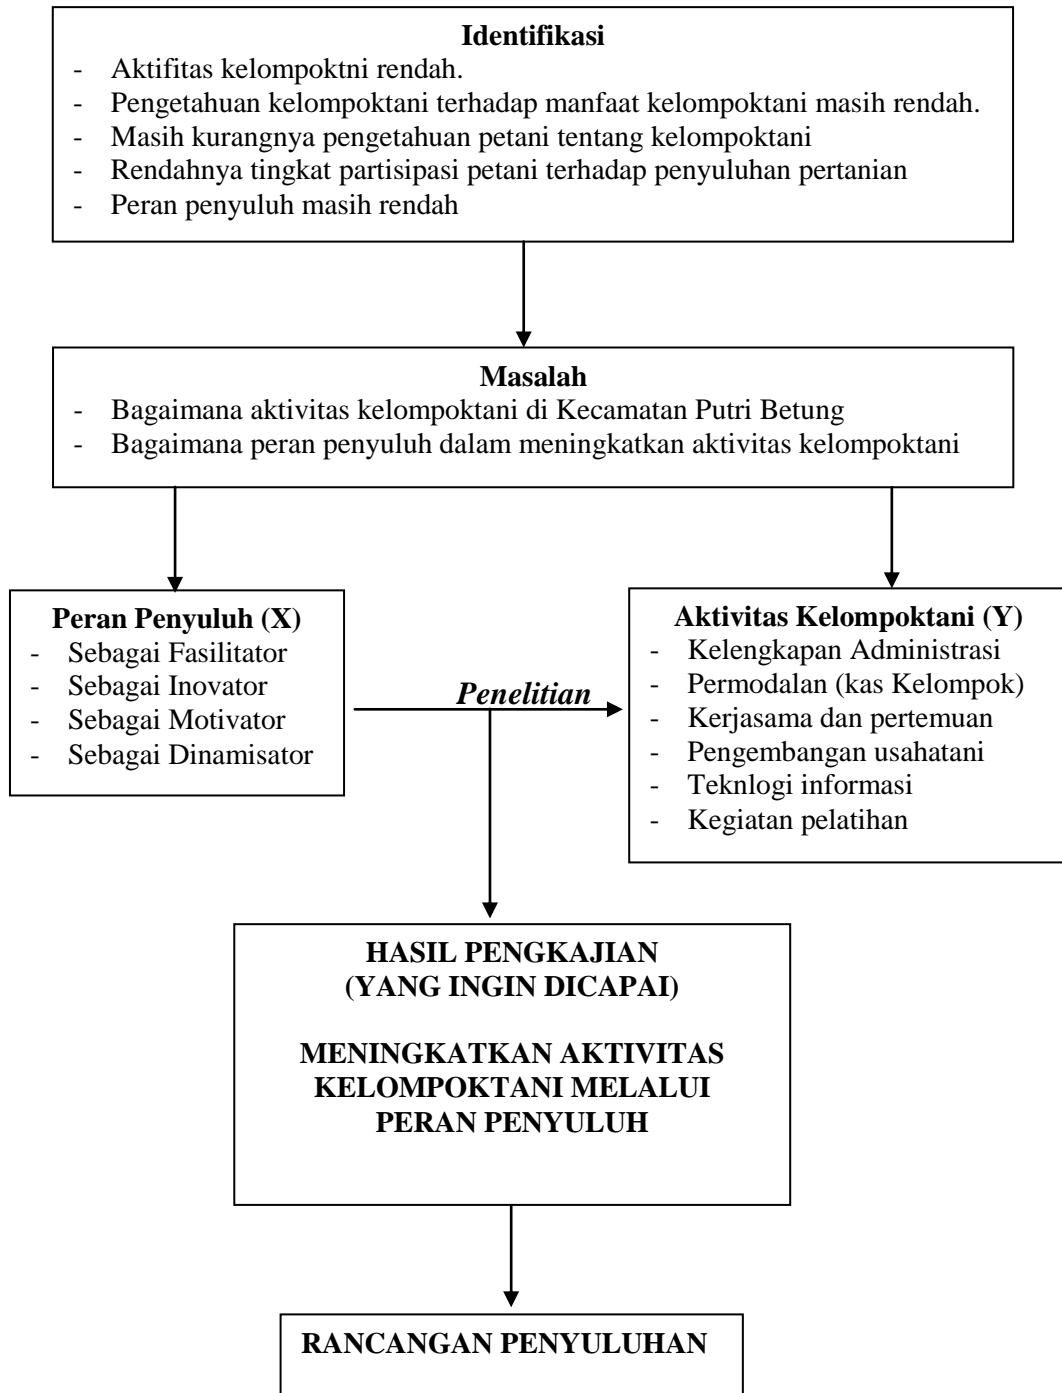 Identifikasi
- Aktifitas kelompoktni rendah.
- Pengetahuan kelompoktani terhadap manfaat kelompoktani masih rendah.
- Masih kurangnya pengetahuan petani tentang kelompoktani
- Rendahnya tingkat partisipasi petani terhadap penyuluhan pertanian
- Peran penyuluh masih rendah
Masalah
- Bagaimana aktivitas kelompoktani di Kecamatan Putri Betung
- Bagaimana peran penyuluh dalam meningkatkan aktivitas kelompoktani
Peran Penyuluh (X)
- Sebagai Fasilitator
- Sebagai Inovator
- Sebagai Motivator
- Sebagai Dinamisator
Penelitian
Aktivitas Kelompoktani (Y)
- Kelengkapan Administrasi
- Permodalan (kas Kelompok)
- Kerjasama dan pertemuan
- Pengembangan usahatani
- Teknlogi informasi
- Kegiatan pelatihan
HASIL PENGKAJIAN
(YANG INGIN DICAPAI)
MENINGKATKAN AKTIVITAS
KELOMPOKTANI MELALUI
PERAN PENYULUH
RANCANGAN PENYULUHAN